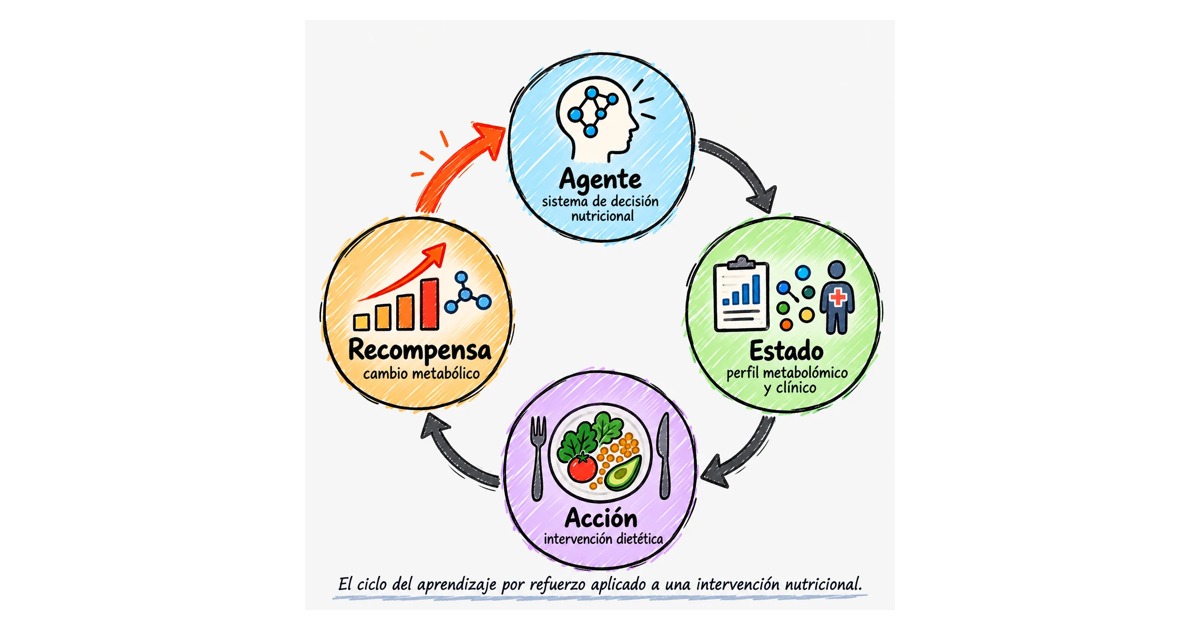 Agente
sistema de decisión
nutricional
Recompensa
cambio metabólico
Estado
perfil metabolómico
y clínico
Acción
intervención dietética
El ciclo del aprendizaje por refuerzo aplicado a una intervención nutricional.